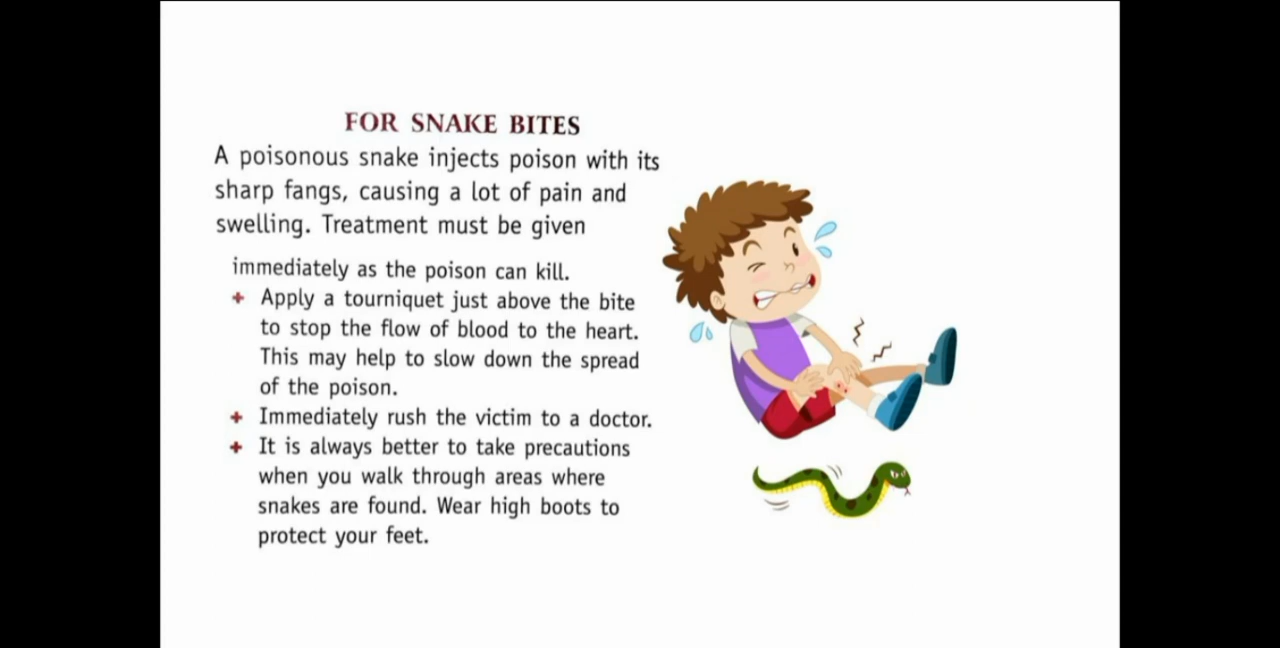 FOR SNAKE BITES
A poisonous snake injects poison with its
sharp fangs, causing a lot of pain and
swelling. Treatment must be given
immediately as the poison can kill.
+ Apply a tourniquet just above the bite
to stop the flow of blood to the heart.
This may help to slow down the spread
of the poison.
+ Immediately rush the victim to a doctor.
+ It is always better to take precautions
when you walk through areas where
snakes are found. Wear high boots to
protect your feet.